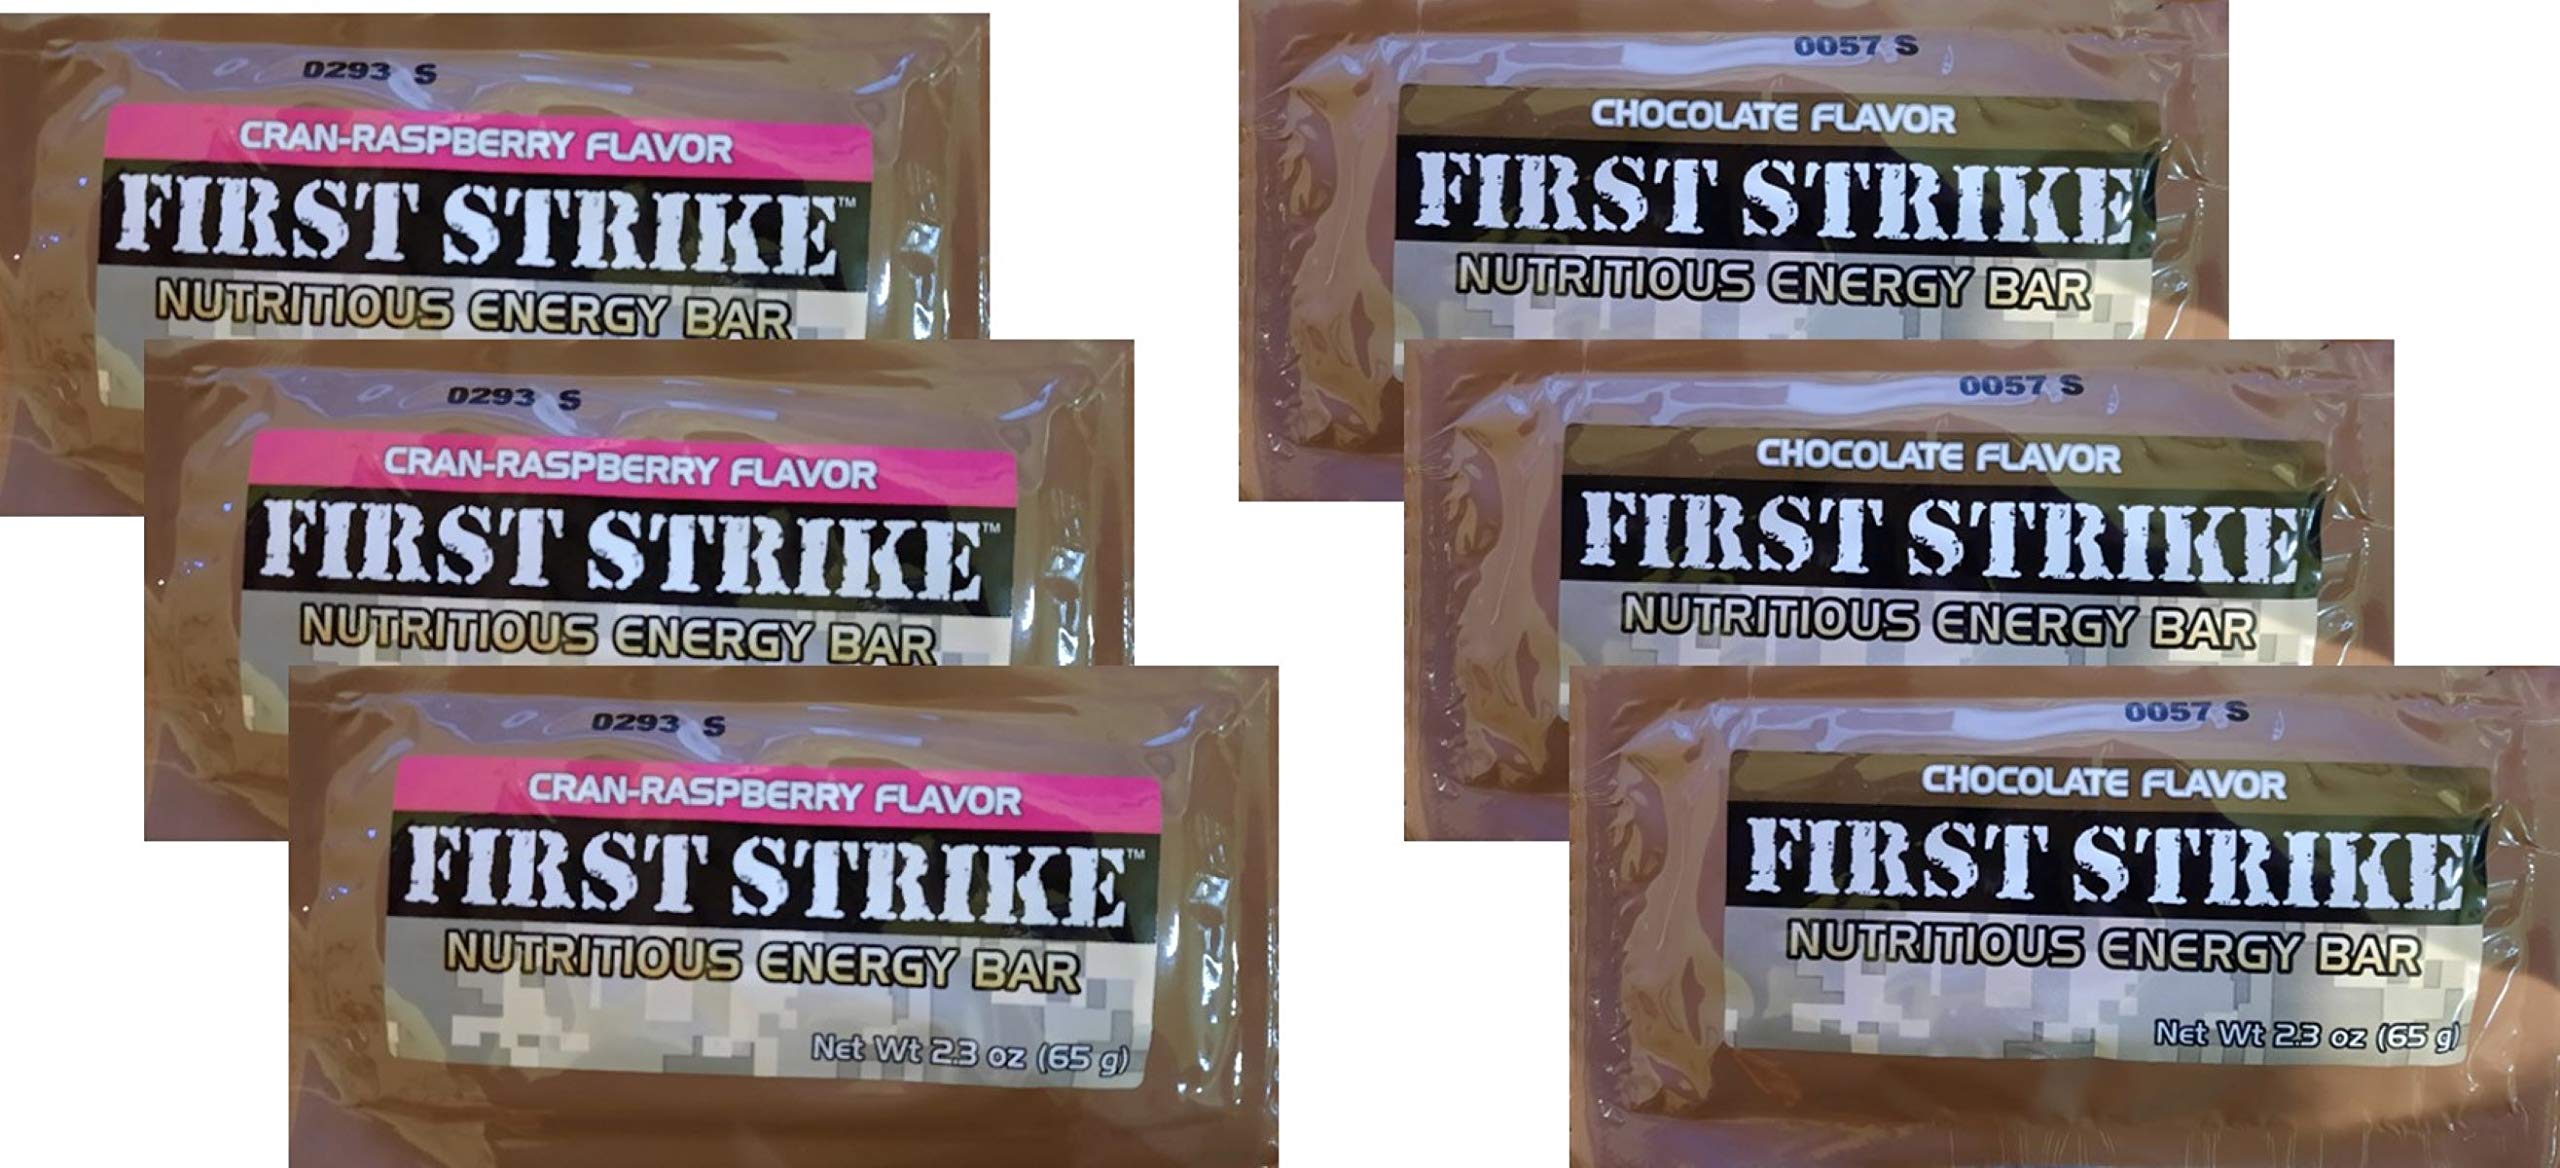 0293 S
CRAN-RASPBERRY FLAVOR
FIRST STRIKE™
NUTRITIOUS ENERGY BAR
0293 S
CRAN-RASPBERRY FLAVOR
FIRST STRIKE™
NUTRITIOUS ENERGY BAR
0293 S
CRAN-RASPBERRY FLAVOR
FIRST STRIKE™
NUTRITIOUS ENERGY BAR
Net Wt 2.3 oz (65 g)
0057 S
CHOCOLATE FLAVOR
FIRST STRIKE
NUTRITIOUS ENERGY BAR
0057 S
CHOCOLATE FLAVOR
FIRST STRIKE
NUTRITIOUS ENERGY BAR
0057 S
CHOCOLATE FLAVOR
FIRST STRIKE
NUTRITIOUS ENERGY BAR
Net Wt 2.3 oz (65 g)